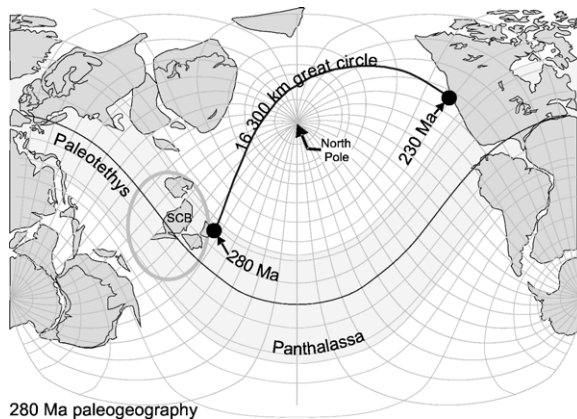 16,300 km great circle
230 Ma
North
Pole
Paleotethys
SCB
280 Ma
Panthalassa
280 Ma paleogeography